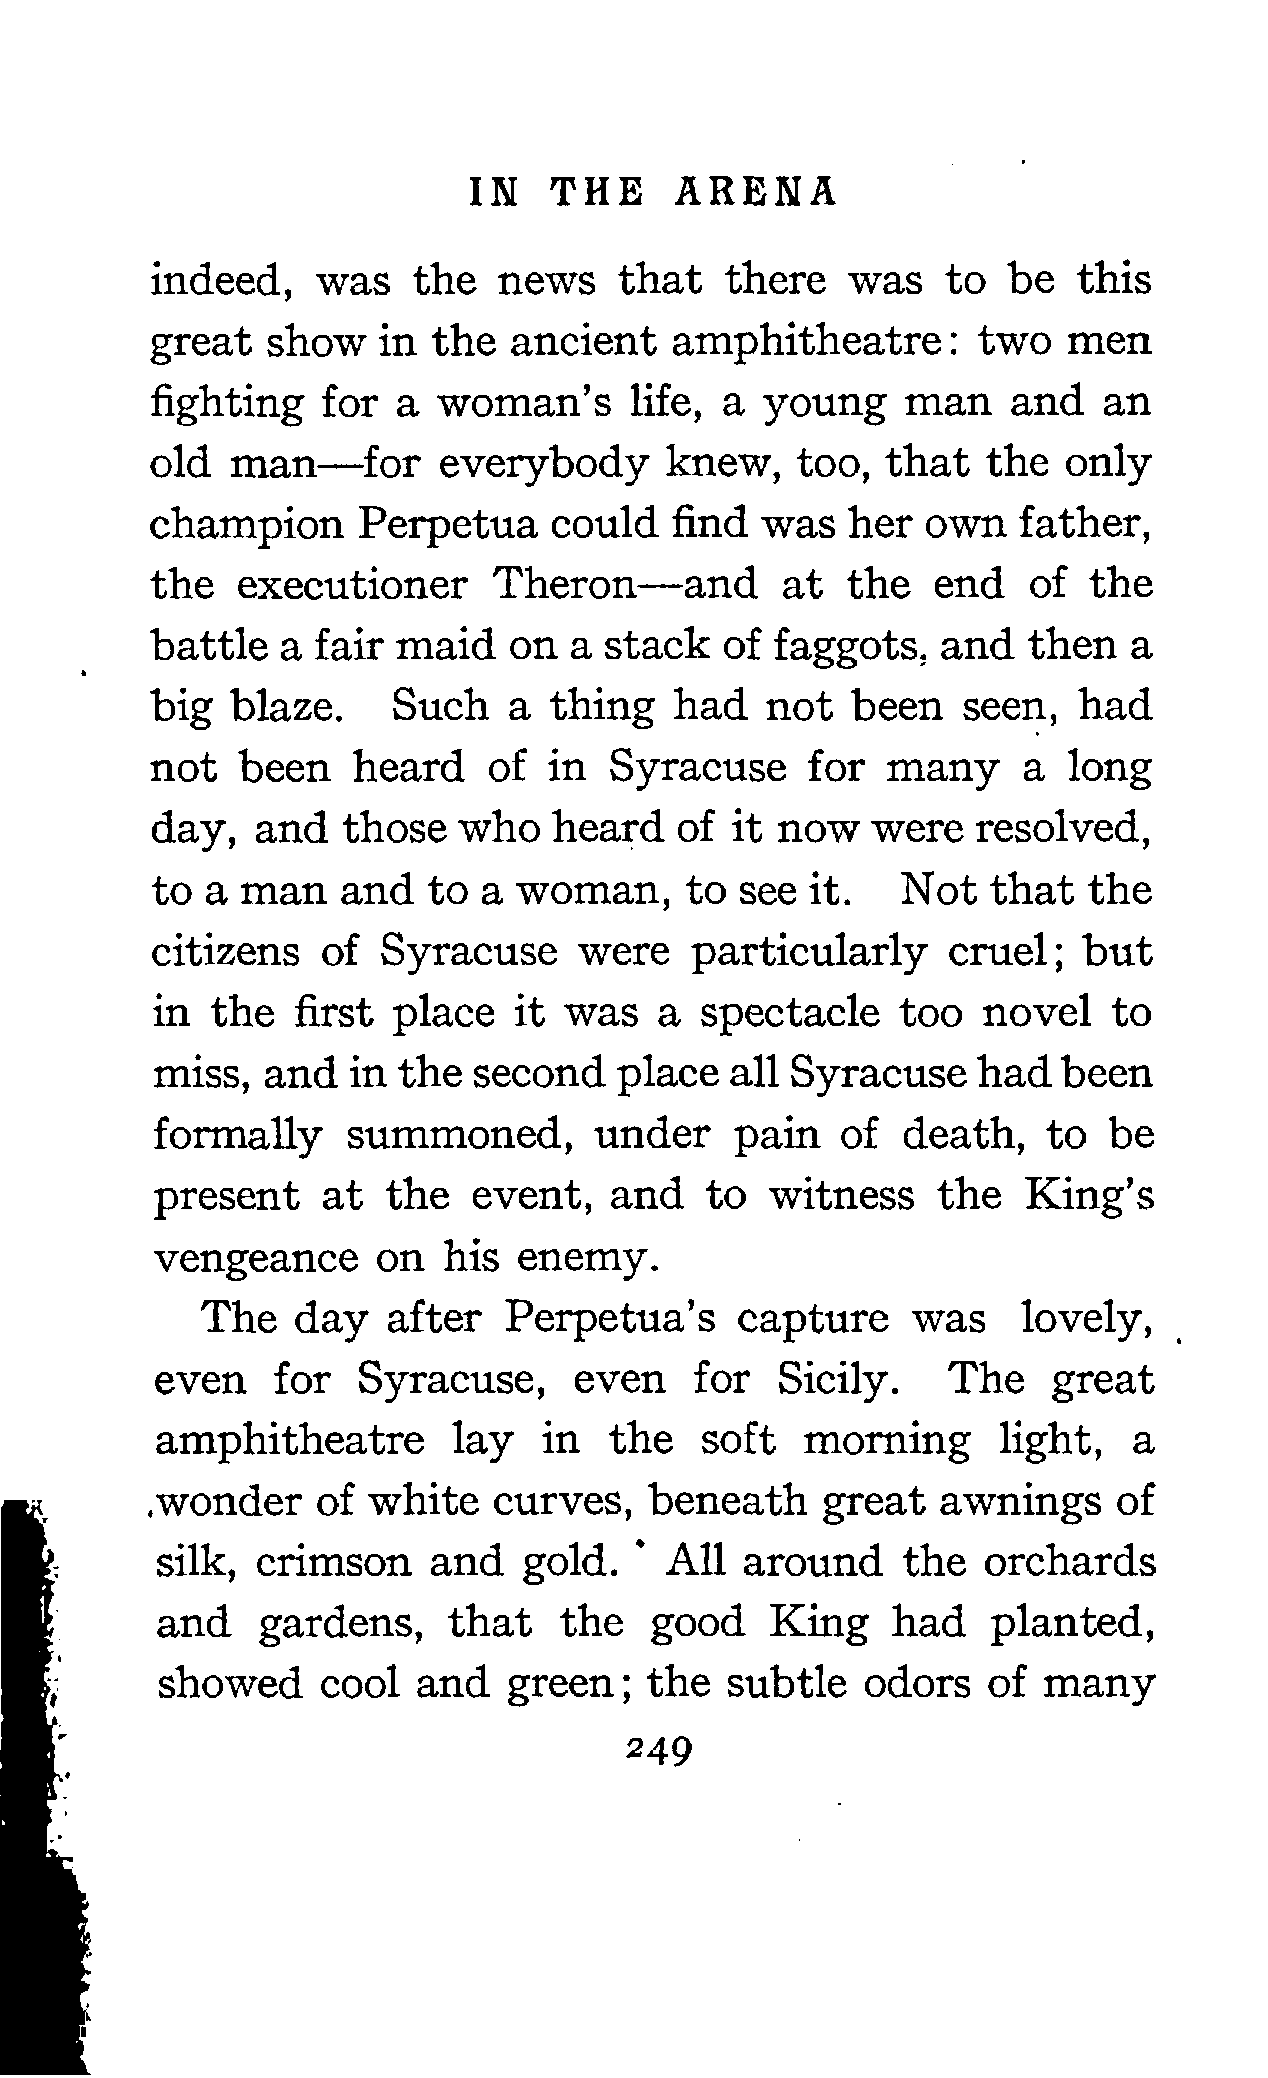 IN THE ARENA
indeed, was the news that there was to be this
great show in the ancient amphitheatre: two men
fighting for a woman's life, a young man and an
old man—for everybody knew, too, that the only
champion Perpetua could find was her own father,
the executioner Theron—and at the end of the
battle a fair maid on a stack of faggots, and then a
big blaze. Such a thing had not been seen, had
not been heard of in Syracuse for many a long
day, and those who heard of it now were resolved,
to a man and to a woman, to see it. Not that the
citizens of Syracuse were particularly cruel; but
in the first place it was a spectacle too novel to
miss, and in the second place all Syracuse had been
formally summoned, under pain of death, to be
present at the event, and to witness the King's
vengeance on his enemy.
The day after Perpetua's capture was lovely,
even for Syracuse, even for Sicily. The great
amphitheatre lay in the soft morning light, a
wonder of white curves, beneath great awnings of
silk, crimson and gold. All around the orchards
and gardens, that the good King had planted,
showed cool and green; the subtle odors of many
249